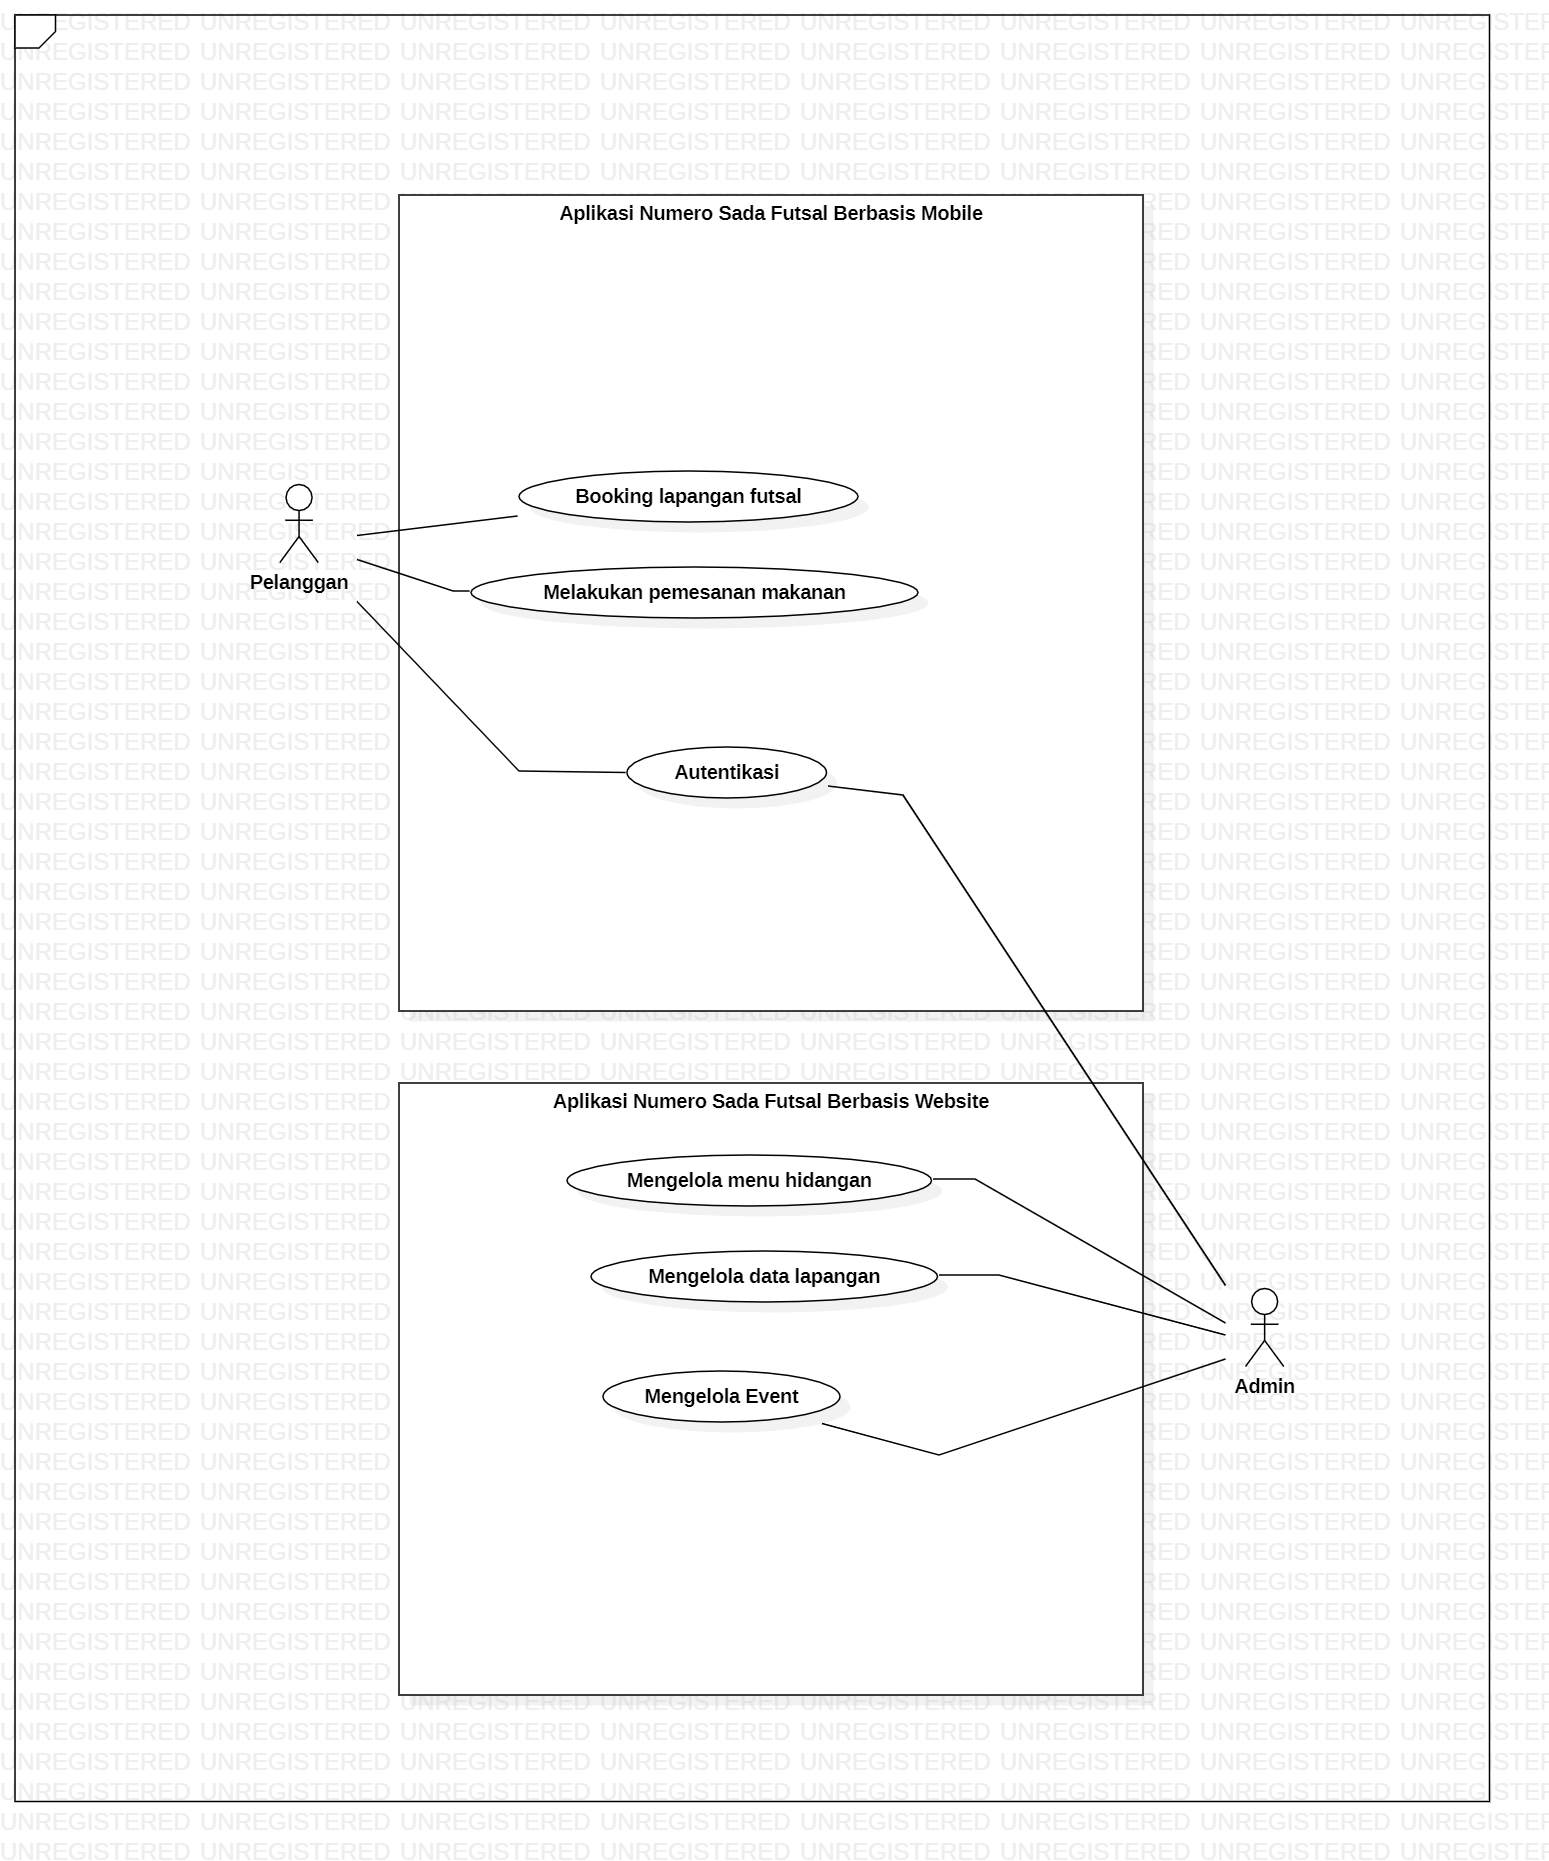 Aplikasi Numero Sada Futsal Berbasis Mobile
Booking lapangan futsal
Pelanggan
Melakukan pemesanan makanan
Autentikasi
Aplikasi Numero Sada Futsal Berbasis Website
Mengelola menu hidangan
Mengelola data lapangan
Admin
Mengelola Event
UNREGISTERED